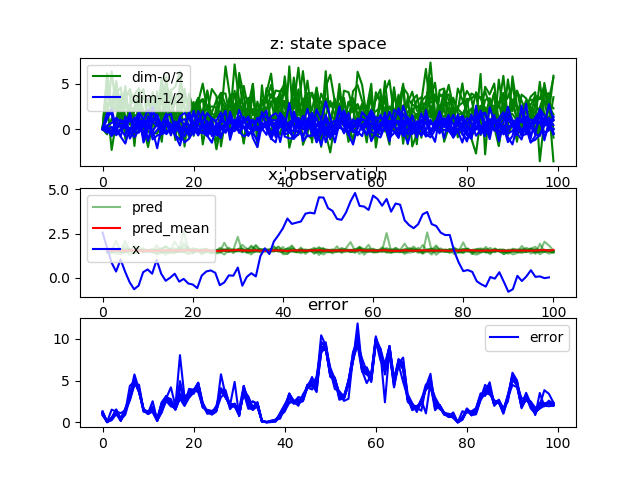 z: state space
5
0
dim-0/2
dim-1/2
0 20 40 60 80 100
x: observation
5.0
2.5
0.0
pred
pred_mean
x
0 20 40 60 80 100
error
10
5
0
error
0 20 40 60 80 100